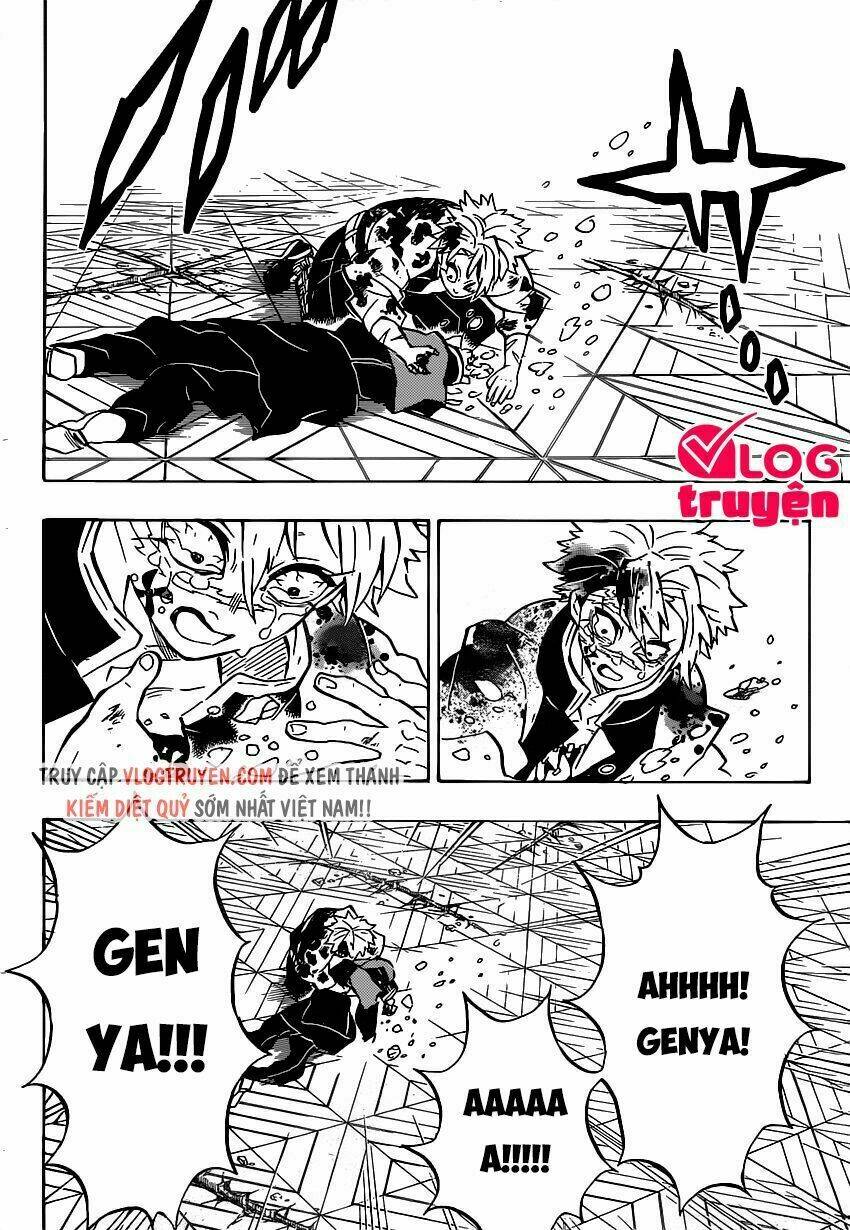 VLOG
truyện
TRUY CẬP VLOGTRUYEN.COM ĐỂ XEM THANH
KIẾM DIỆT QUỶ SỚM NHẤT VIỆT NAM!!
AHHHH!
GENYA!
AAAAA
A!!!!!
GEN
YA!!!